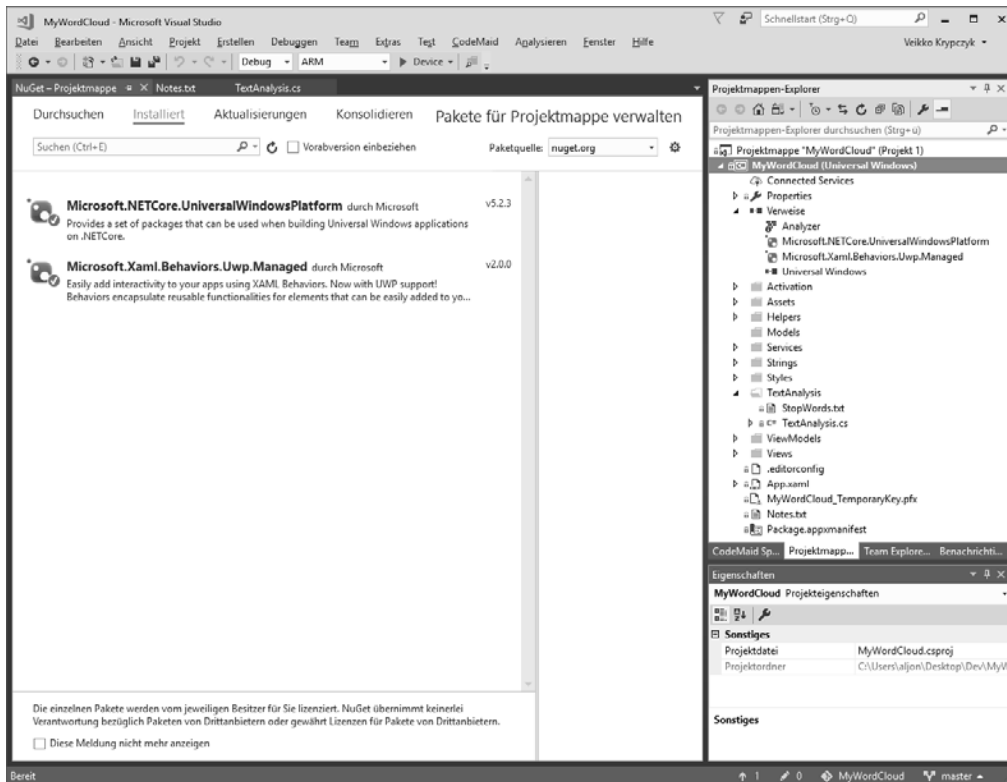 MyWordCloud - Microsoft Visual Studio
Schnellstart (Strg+Q)
Datei Bearbeiten Ansicht Projekt Erstellen Debuggen Team Extras Test CodeMaid Analysieren Fenster Hilfe
Veikko Krypczyk
Debug ARM Device
NuGet – Projektmappe Notes.txt TextAnalysis.cs
Durchsuchen Installiert Aktualisierungen Konsolidieren Pakete für Projektmappe verwalten
Suchen (Ctrl+E) Vorabversion einbeziehen Paketquelle: nuget.org
Microsoft.NETCore.UniversalWindowsPlatform durch Microsoft v5.2.3
Provides a set of packages that can be used when building Universal Windows applications
on .NETCore.
Microsoft.Xaml.Behaviors.Uwp.Managed durch Microsoft v2.0.0
Easily add interactivity to your apps using XAML Behaviors. Now with UWP support!
Behaviors encapsulate reusable functionalities for elements that can be easily added to yo...
Die einzelnen Pakete werden vom jeweiligen Besitzer für Sie lizenziert. NuGet übernimmt keinerlei
Verantwortung bezüglich Paketen von Drittanbietern oder gewährt Lizenzen für Pakete von Drittanbietern.
Diese Meldung nicht mehr anzeigen
Projektmappen-Explorer
Projektmappen-Explorer durchsuchen (Strg+ü)
Projektmappe "MyWordCloud" (Projekt 1)
MyWordCloud (Universal Windows)
Connected Services
Properties
Verweise
Analyzer
Microsoft.NETCore.UniversalWindowsPlatform
Microsoft.Xaml.Behaviors.Uwp.Managed
Universal Windows
Activation
Assets
Helpers
Models
Services
Strings
Styles
TextAnalysis
StopWords.txt
C# TextAnalysis.cs
ViewModels
Views
.editorconfig
App.xaml
MyWordCloud_TemporaryKey.pfx
Notes.txt
Package.appxmanifest
CodeMaid Sp... Projektmapp... Team Explore... Benachrichti...
Eigenschaften
MyWordCloud Projekteigenschaften
Sonstiges
Projektdatei MyWordCloud.csproj
Projektordner C:\Users\aljon\Desktop\Dev\MyW
Sonstiges
Bereit 1 0 MyWordCloud master